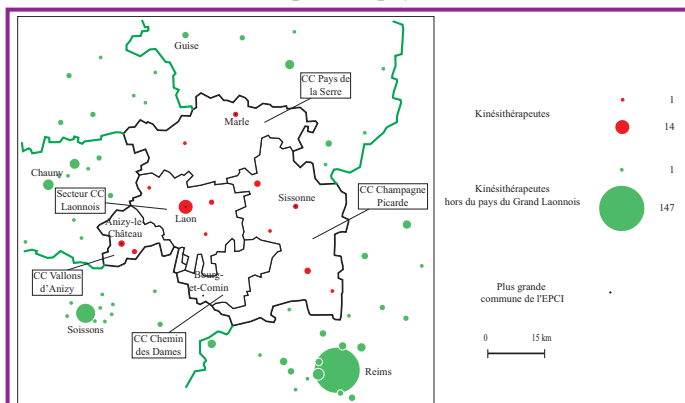 Guise
CC Pays de
la Serre
Marle
Chauny
Secteur CC
Laonnois
Laon
Sissonne
CC Champagne
Picarde
Anizy-le-
Château
CC Vallons
d'Anizy
Bourg-
et-Comin
Soissons
CC Chemin
des Dames
Reims
Kinésithérapeutes
1
14
Kinésithérapeutes
hors du pays du Grand Laonnois
1
147
Plus grande
commune de l'EPCI
0
15 km